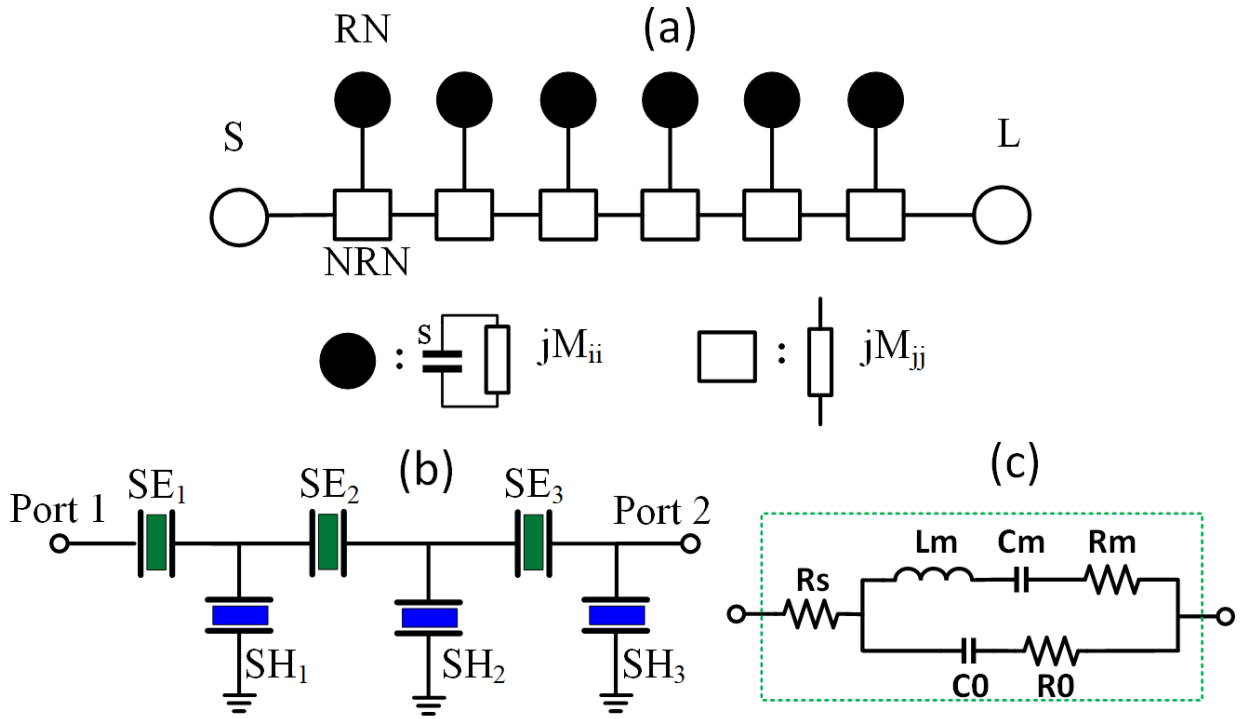 RN
(a)
S
L
NRN
s
jMii
:
:
jMjj
(b)
(c)
SE1
SE2
SE3
Port 1
Port 2
SH1
SH2
SH3
Lm
Cm
Rm
Rs
C0
R0